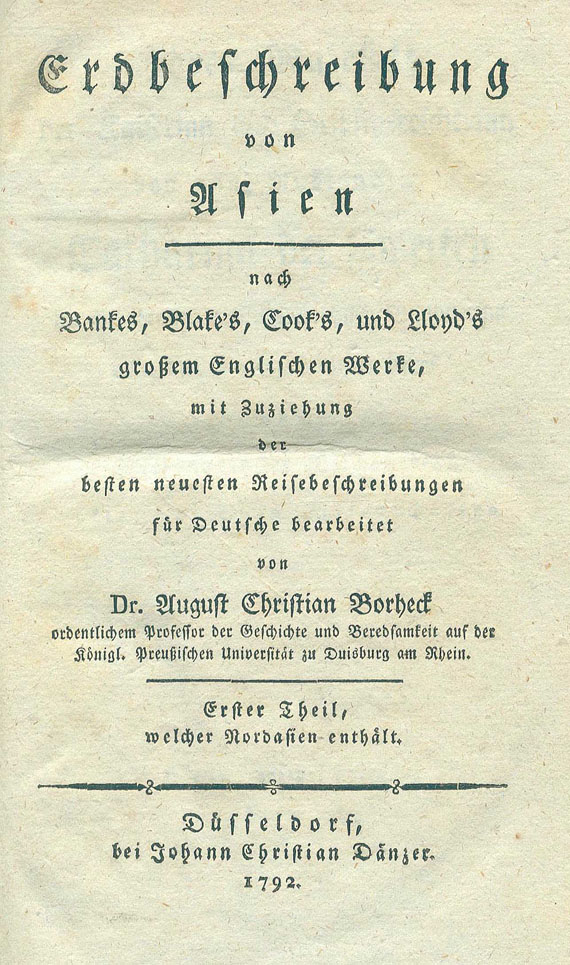 Erdbeſchreibung
von
Aſien
nach
Bankes, Blake's, Cook's, und Lloyd's
großem Engliſchen Werke,
mit Zuziehung
der
beſten neueſten Reiſebeſchreibungen
für Deutſche bearbeitet
von
Dr. Auguſt Chriſtian Borheck
ordentlichem Profeſſor der Geſchichte und Beredſamkeit auf der
Königl. Preußiſchen Univerſität zu Duisburg am Rhein.
Erſter Theil,
welcher Nordaſien enthält.
Düſſeldorf,
bei Johann Chriſtian Dänzer.
1792.